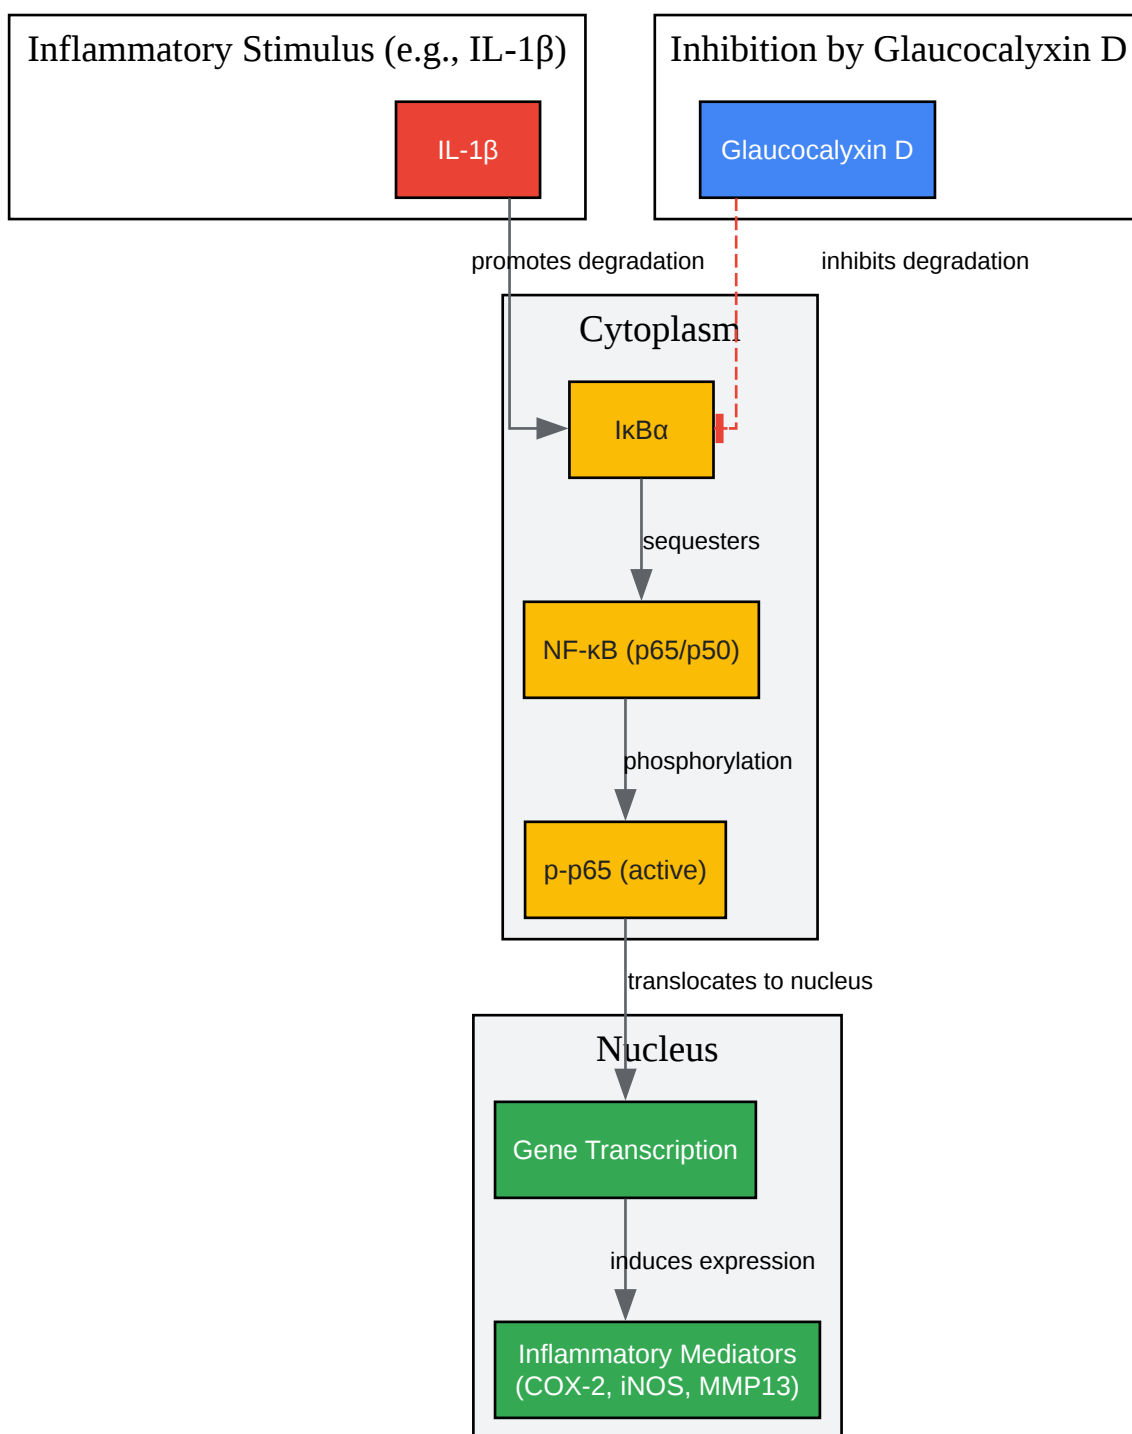 Inflammatory Stimulus (e.g., IL-1β)
Inhibition by Glaucocalyxin D
IL-1β
Glaucocalyxin D
promotes degradation
inhibits degradation
Cytoplasm
IκBα
sequesters
NF-κB (p65/p50)
phosphorylation
p-p65 (active)
translocates to nucleus
Nucleus
Gene Transcription
induces expression
Inflammatory Mediators
(COX-2, iNOS, MMP13)